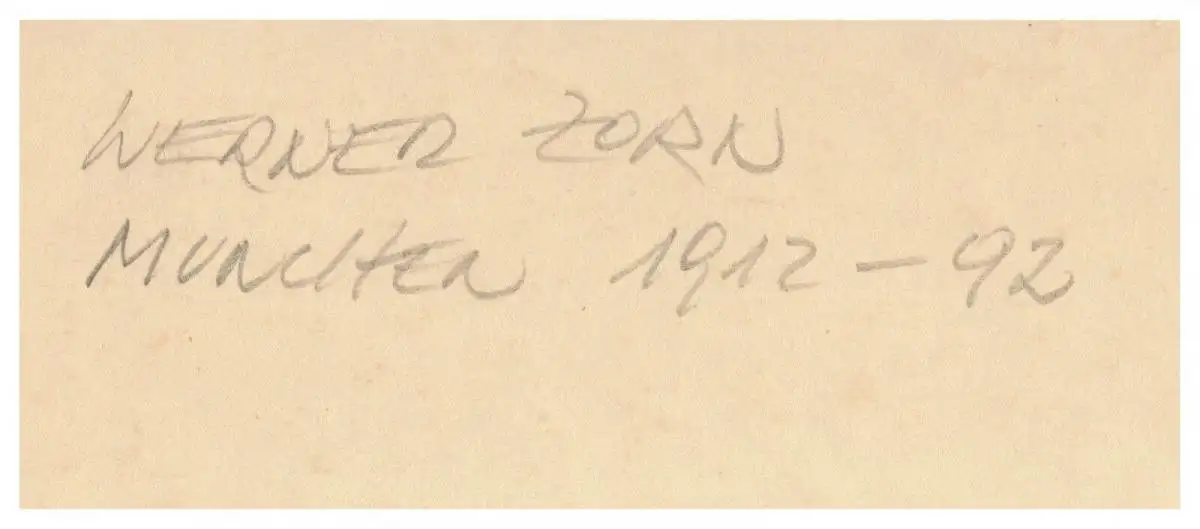 WERNER ZORN
MUNCHEN 1912 - 92